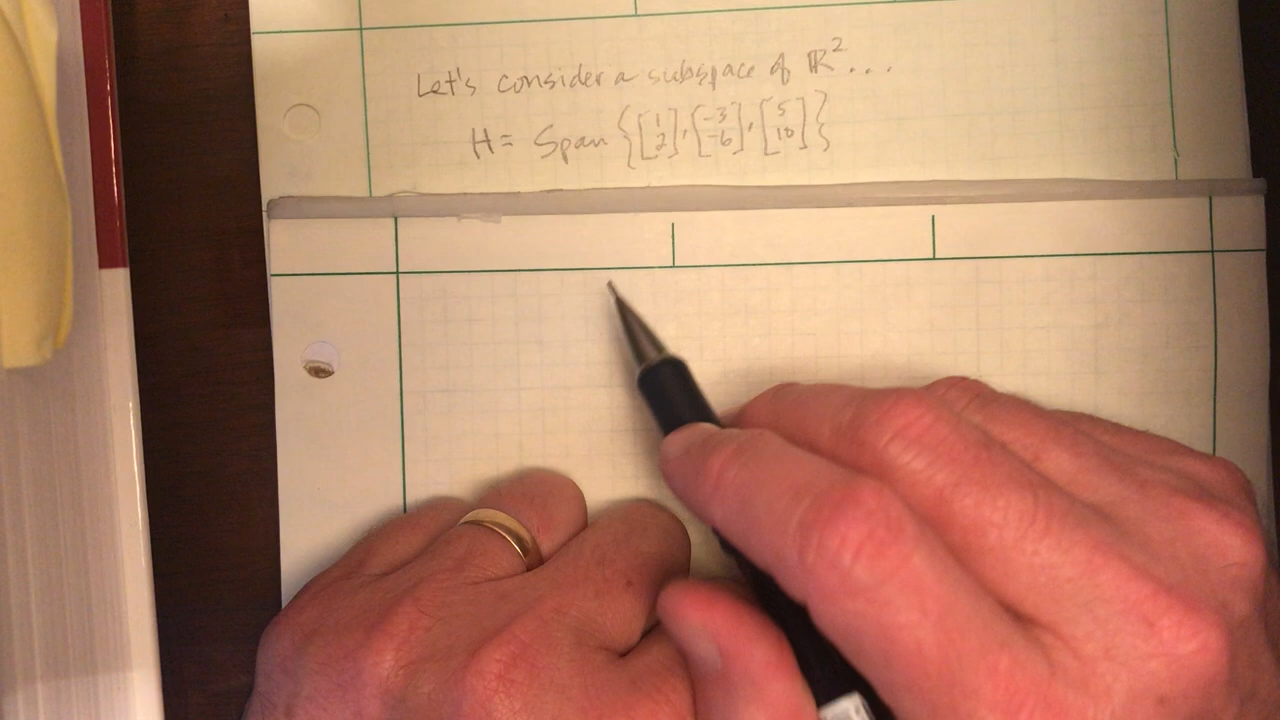 Let's consider a subspace of ℝ²...
H = Span {[1 2], [-3 -6], [5 10]}